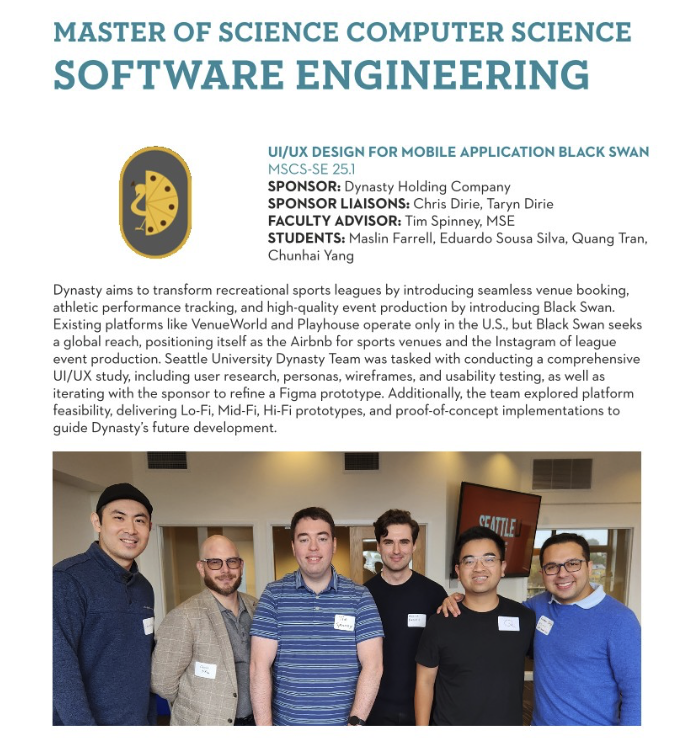 MASTER OF SCIENCE COMPUTER SCIENCE
SOFTWARE ENGINEERING
UI/UX DESIGN FOR MOBILE APPLICATION BLACK SWAN
MSCS-SE 25.1
SPONSOR: Dynasty Holding Company
SPONSOR LIAISONS: Chris Dirie, Taryn Dirie
FACULTY ADVISOR: Tim Spinney, MSE
STUDENTS: Maslin Farrell, Eduardo Sousa Silva, Quang Tran,
Chunhai Yang
Dynasty aims to transform recreational sports leagues by introducing seamless venue booking,
athletic performance tracking, and high-quality event production by introducing Black Swan.
Existing platforms like VenueWorld and Playhouse operate only in the U.S., but Black Swan seeks
a global reach, positioning itself as the Airbnb for sports venues and the Instagram of league
event production. Seattle University Dynasty Team was tasked with conducting a comprehensive
UI/UX study, including user research, personas, wireframes, and usability testing, as well as
iterating with the sponsor to refine a Figma prototype. Additionally, the team explored platform
feasibility, delivering Lo-Fi, Mid-Fi, Hi-Fi prototypes, and proof-of-concept implementations to
guide Dynasty's future development.
SEATTLE